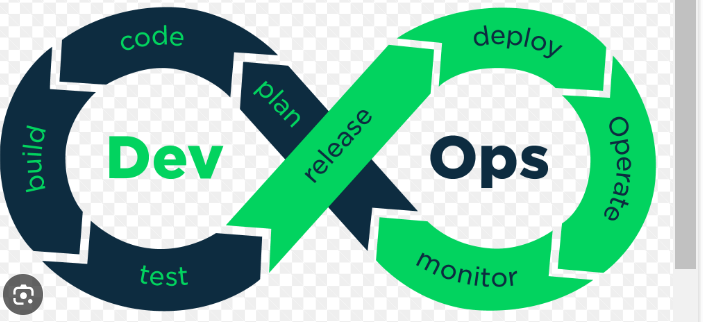 code
plan
build
Dev
test
release
deploy
Ops
Operate
monitor